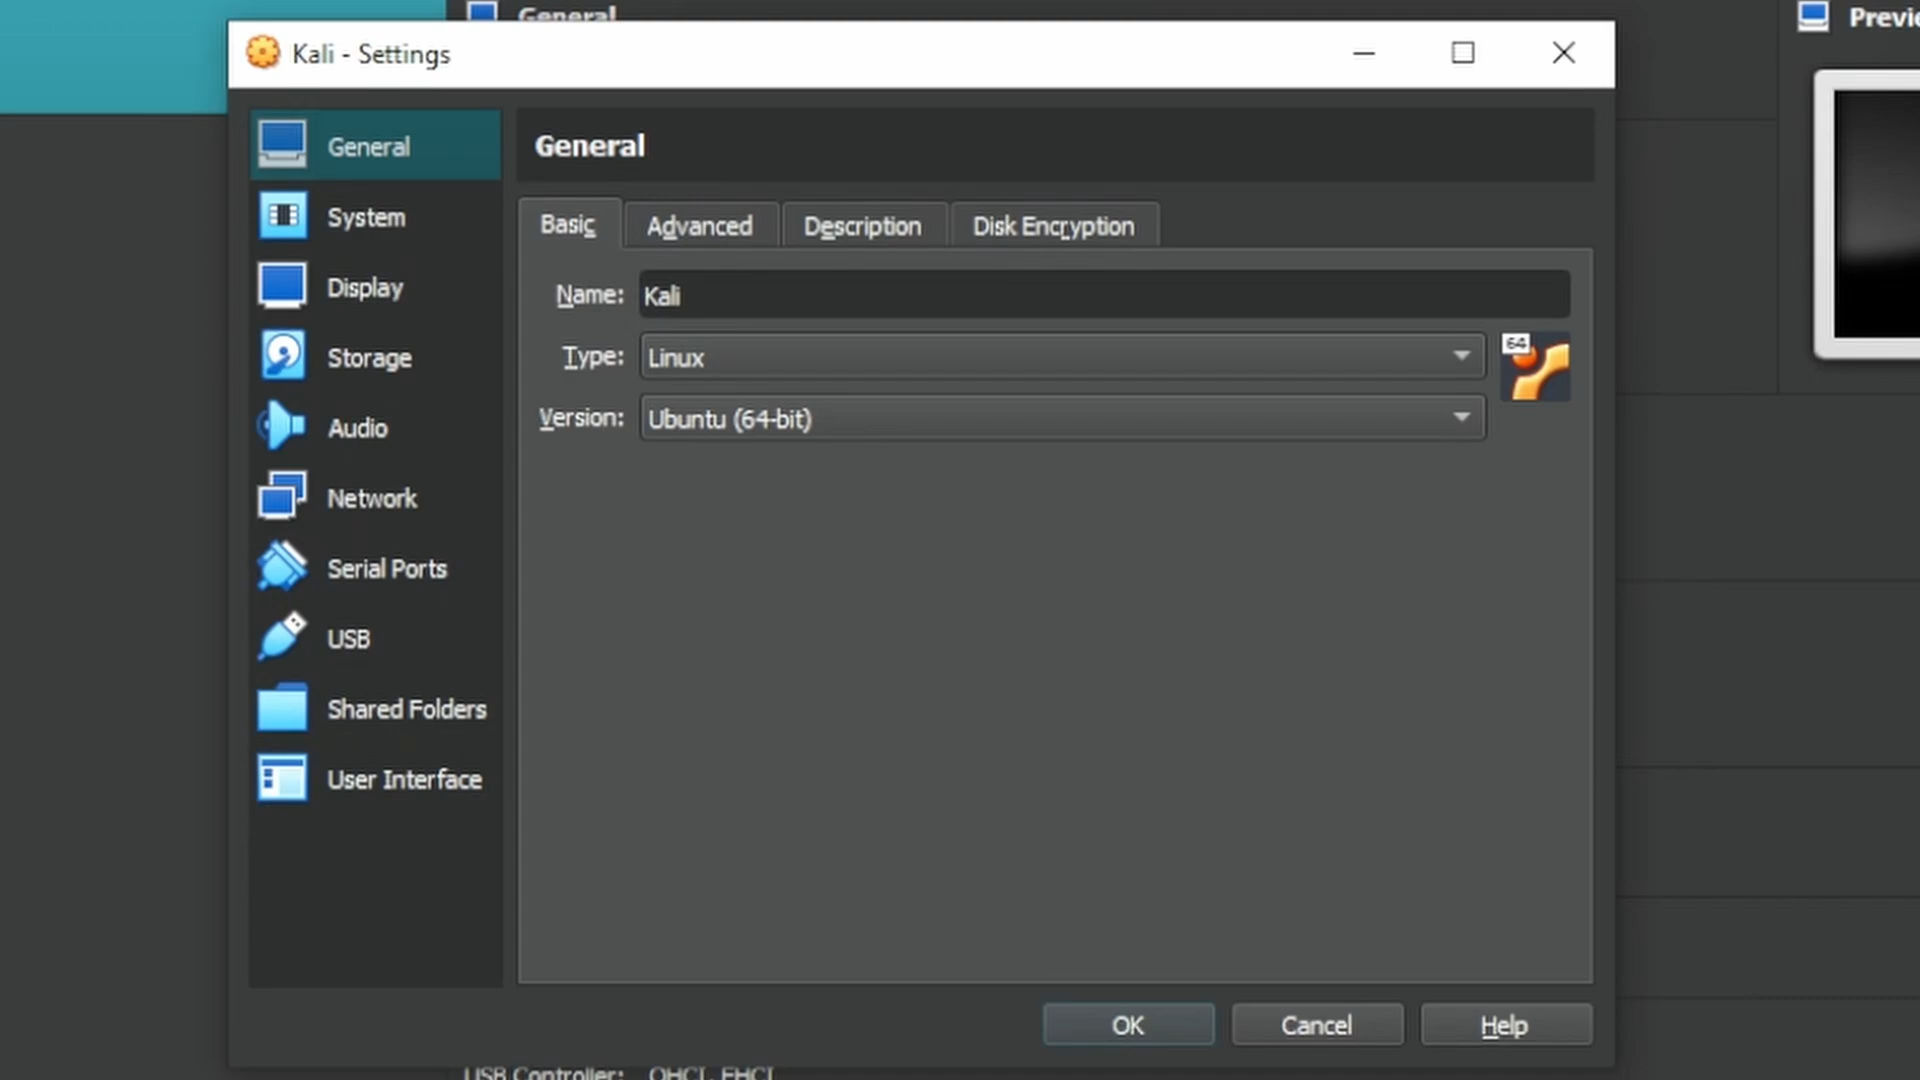 General
Previe
Kali - Settings
General
System
Display
Storage
Audio
Network
Serial Ports
USB
Shared Folders
User Interface
General
Basic
Advanced
Description
Disk Encryption
Name: Kali
Type: Linux
64
Version: Ubuntu (64-bit)
OK
Cancel
Help
USB Controller: OHCI, EHCI